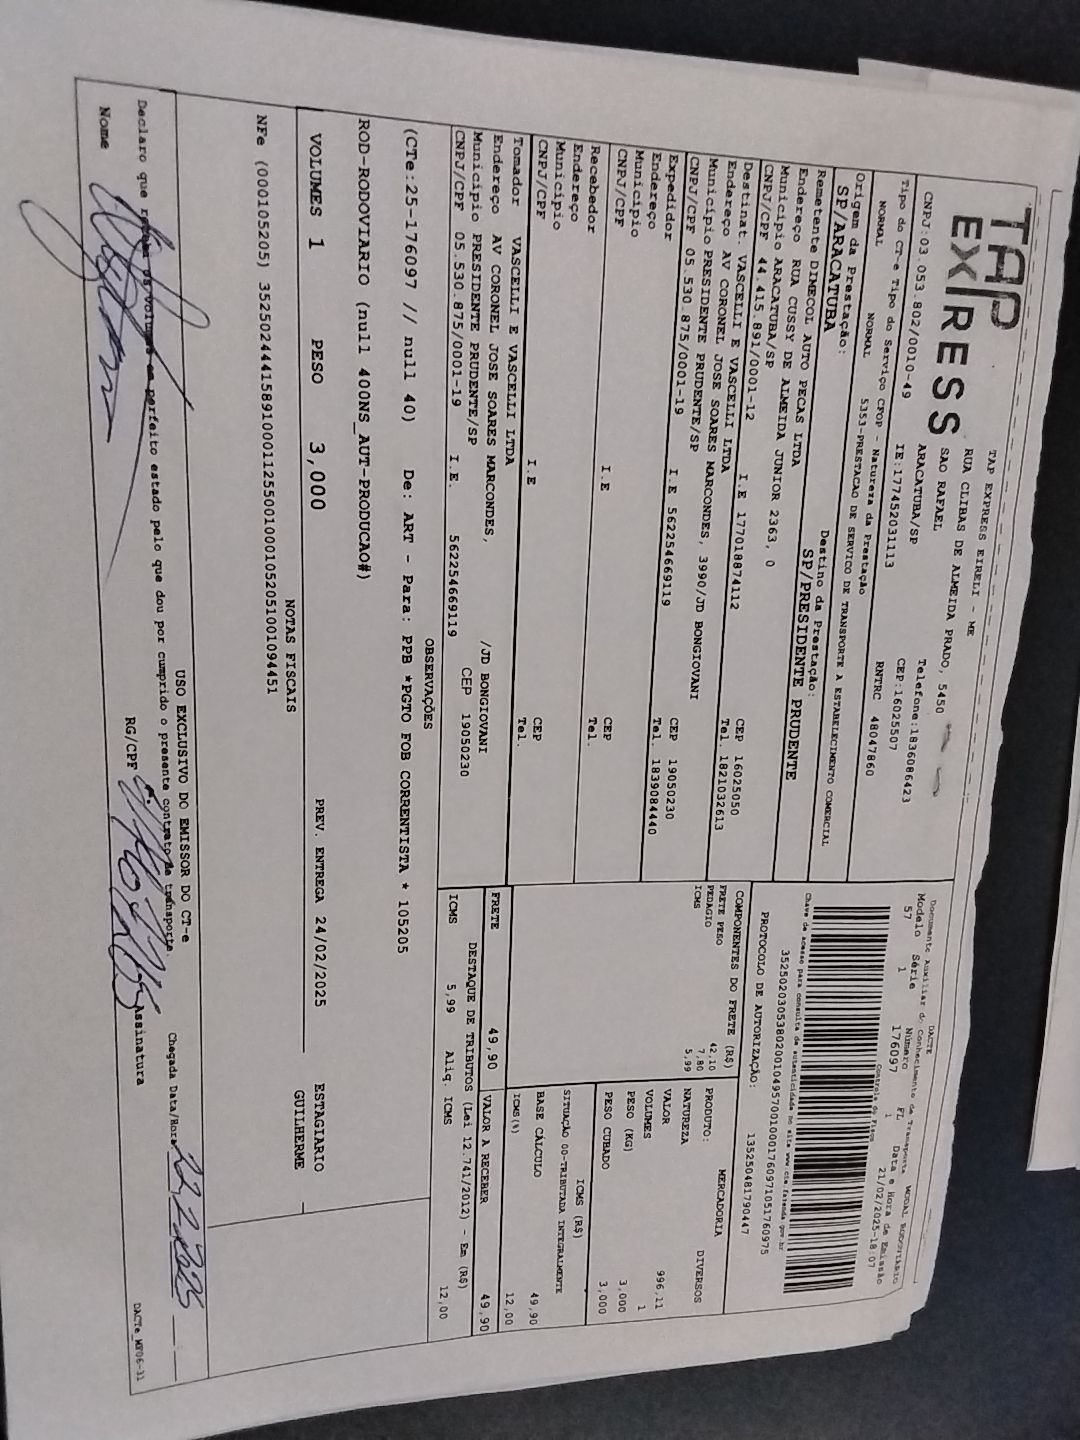 TAP EXPRESS
TAP EXPRESS EIRELI - ME
RUA CLIBAS DE ALMEIDA PRADO, 5450
SAO RAFAEL
ARACATUBA/SP
Telefone:1836086423
CNPJ:03.053.802/0010-49 IE:177452031113 CEP:16025507
Tipo do CT-e Tipo do Serviço CFOP - Natureza da Prestação RNTRC 48047860
NORMAL NORMAL 5353-PRESTACAO DE SERVICO DE TRANSPORTE A ESTABELECIMENTO COMERCIAL
Origem da Prestação: Destino da Prestação:
SP/ARACATUBA SP/PRESIDENTE PRUDENTE
DACTE
Documento Auxiliar do Conhecimento de Transporte MODAL RODOVIÁRIO
Modelo Série Número FL Data e Hora de Emissão
57 1 176097 1 21/02/2025-18:07
Controle do Fisco
Chave de acesso para consulta de autenticidade no site www.cte.fazenda.gov.br
35250203053802001049570010001760971051760975
PROTOCOLO DE AUTORIZAÇÃO: 135250481790447
Remetente DIMECOL AUTO PECAS LTDA
Endereço RUA CUSSY DE ALMEIDA JUNIOR 2363, 0
Município ARACATUBA/SP CEP 16025050
CNPJ/CPF 44.415.891/0001-12 I.E 177018874112 Tel. 1821032613
Destinat. VASCELLI E VASCELLI LTDA
Endereço AV CORONEL JOSE SOARES MARCONDES, 3990/JD BONGIOVANI
Município PRESIDENTE PRUDENTE/SP CEP 19050230
CNPJ/CPF 05.530.875/0001-19 I.E 562254669119 Tel. 1839084440
Expedidor
Endereço
Município CEP
CNPJ/CPF I.E Tel.
Recebedor
Endereço
Município CEP
CNPJ/CPF I.E Tel.
Tomador VASCELLI E VASCELLI LTDA
Endereço AV CORONEL JOSE SOARES MARCONDES, /JD BONGIOVANI
Município PRESIDENTE PRUDENTE/SP CEP 19050230
CNPJ/CPF 05.530.875/0001-19 I.E. 562254669119
COMPONENTES DO FRETE (R$)
FRETE PESO 42,10
PEDAGIO 7,80
ICMS 5,99
FRETE 49,90
PRODUTO: MERCADORIA
NATUREZA DIVERSOS
VALOR 996,11
VOLUMES 1
PESO (KG) 3,000
PESO CUBADO 3,000
ICMS (R$)
SITUAÇÃO 00-TRIBUTADA INTEGRALMENTE
BASE CÁLCULO 49,90
ICMS(%) 12,00
VALOR A RECEBER 49,90
DESTAQUE DE TRIBUTOS (Lei 12.741/2012) - Em (R$)
ICMS 5,99 Aliq. ICMS 12,00
OBSERVAÇÕES
(CTe:25-176097 // null 40) De: ART - Para: PPB *PGTO FOB CORRENTISTA * 105205
ROD-RODOVIARIO (null 400NS_AUT-PRODUCAO#)
VOLUMES 1 PESO 3,000 PREV. ENTREGA 24/02/2025 ESTAGIARIO
GUILHERME
NOTAS FISCAIS
NFe (000105205) 35250244415891000112550010001052051001094451
USO EXCLUSIVO DO EMISSOR DO CT-e
Declaro que os volumes em perfeito estado pelo que dou por cumprido o presente contrato de transporte.
Chegada Data/Hora
Nome RG/CPF Assinatura